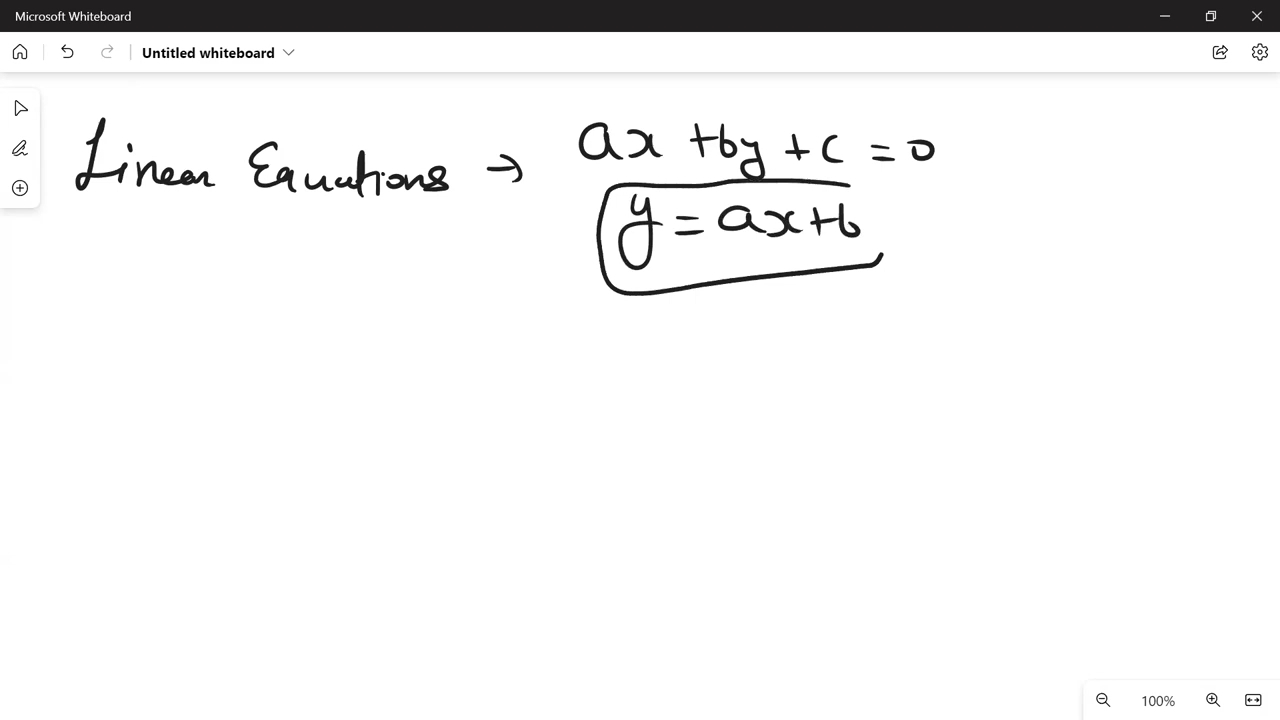 Microsoft Whiteboard
Untitled whiteboard
Linear Equations → ax + by + c = 0
y = ax + b
100%